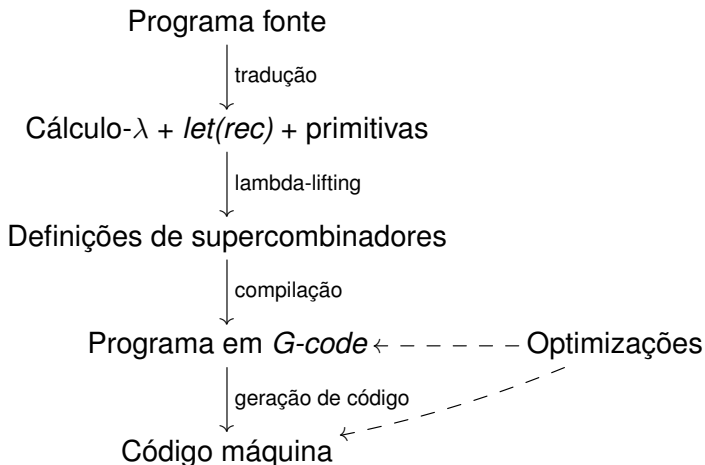 Programa fonte
tradução
Cálculo-λ + let(rec) + primitivas
lambda-lifting
Definições de supercombinadores
compilação
Programa em G-code
Optimizações
geração de código
Código máquina